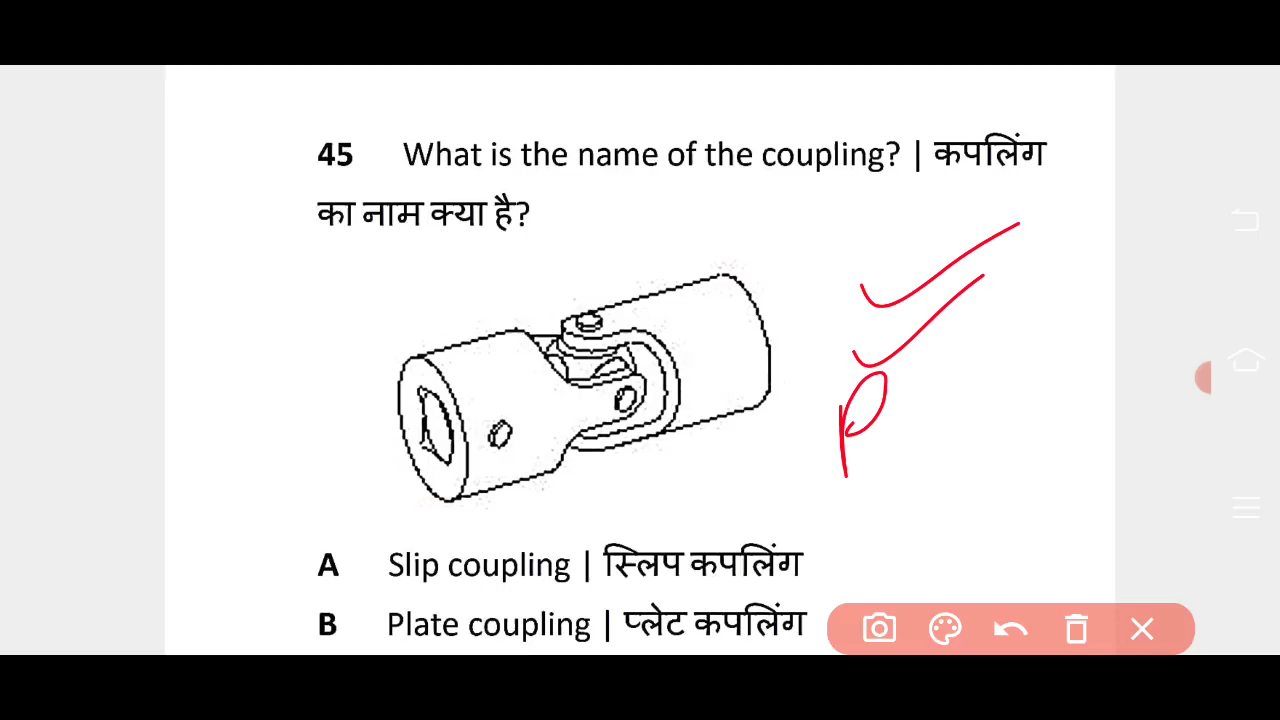 45 What is the name of the coupling? | कपलिंग
का नाम क्या है?
A Slip coupling | स्लिप कपलिंग
B Plate coupling | प्लेट कपलिंग